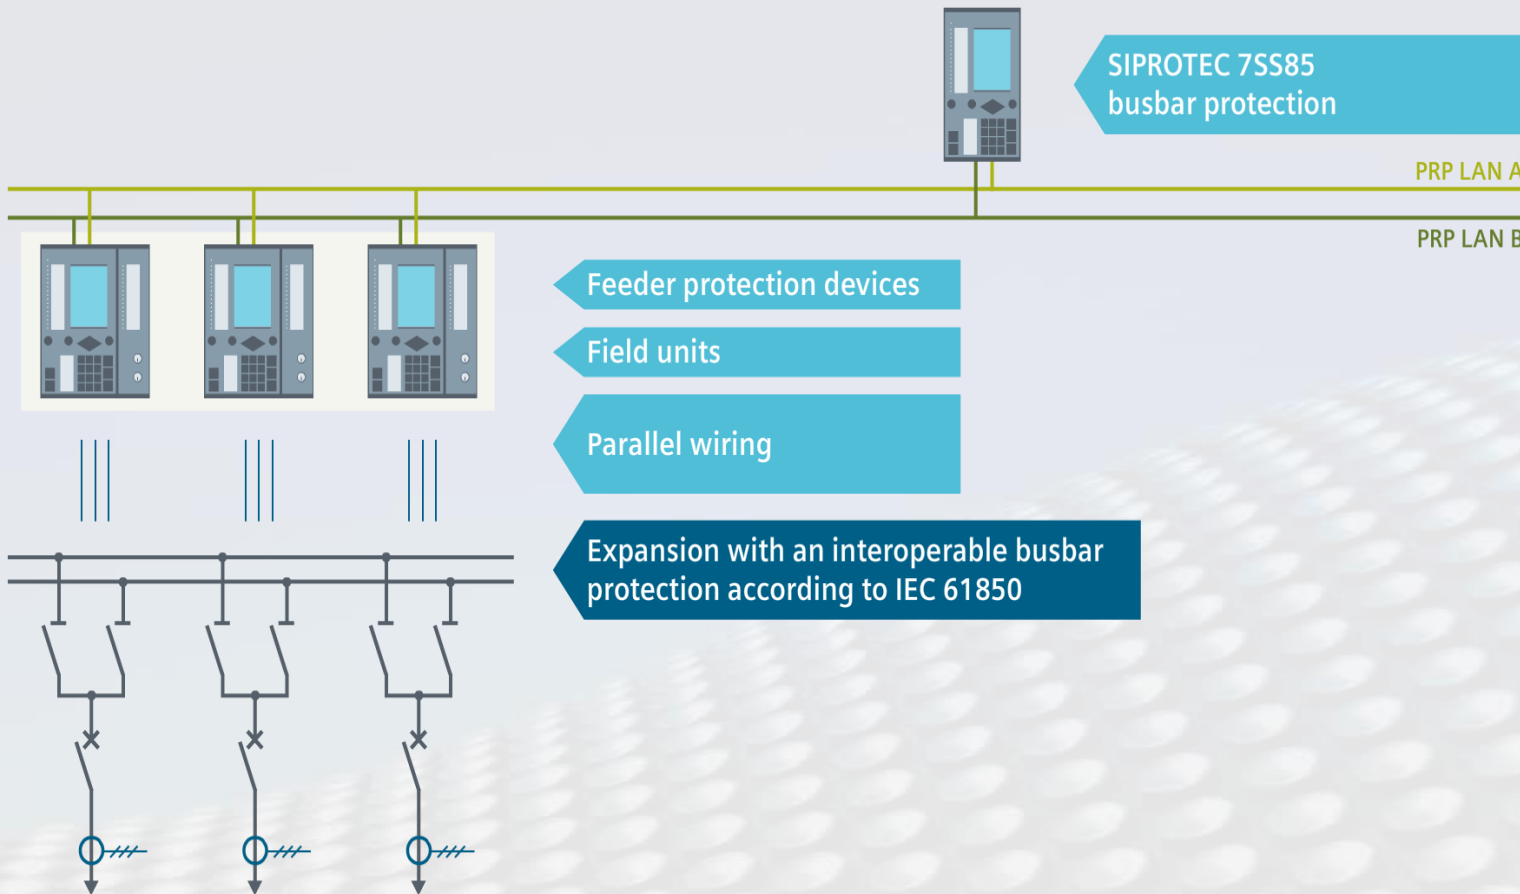 SIPROTEC 7SS85
busbar protection
PRP LAN A
PRP LAN B
Feeder protection devices
Field units
Parallel wiring
Expansion with an interoperable busbar
protection according to IEC 61850